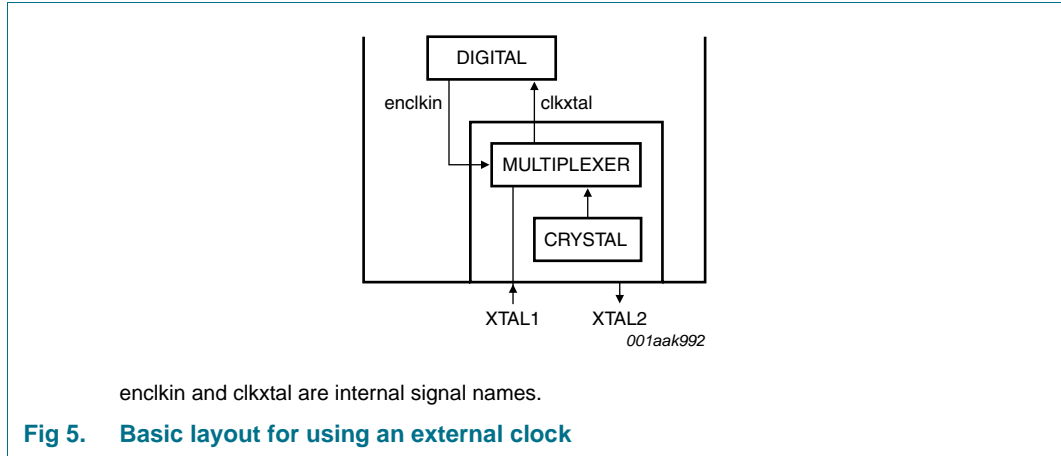 DIGITAL
enclkin
clkxtal
MULTIPLEXER
CRYSTAL
XTAL1
XTAL2
001aak992
enclkin and clkxtal are internal signal names.
Fig 5. Basic layout for using an external clock